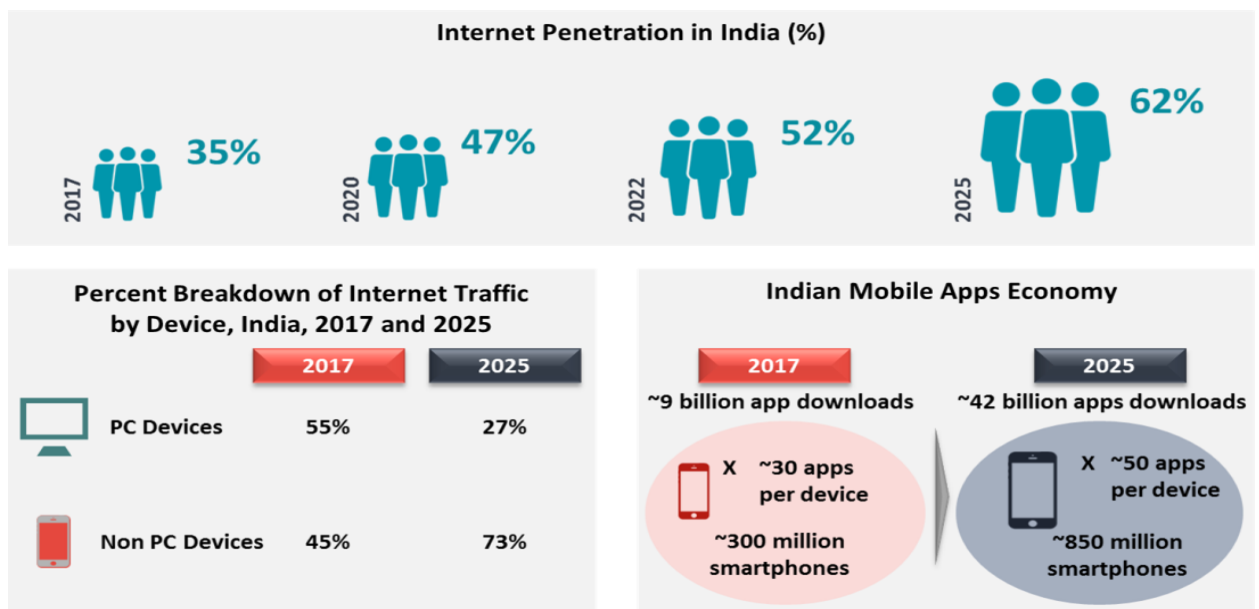 Internet Penetration in India (%)
2017
35%
2020
47%
2022
52%
2025
62%
Percent Breakdown of Internet Traffic
by Device, India, 2017 and 2025
2017
2025
PC Devices
55%
27%
Non PC Devices
45%
73%
Indian Mobile Apps Economy
2017
~9 billion app downloads
X ~30 apps
per device
~300 million
smartphones
2025
~42 billion apps downloads
X ~50 apps
per device
~850 million
smartphones